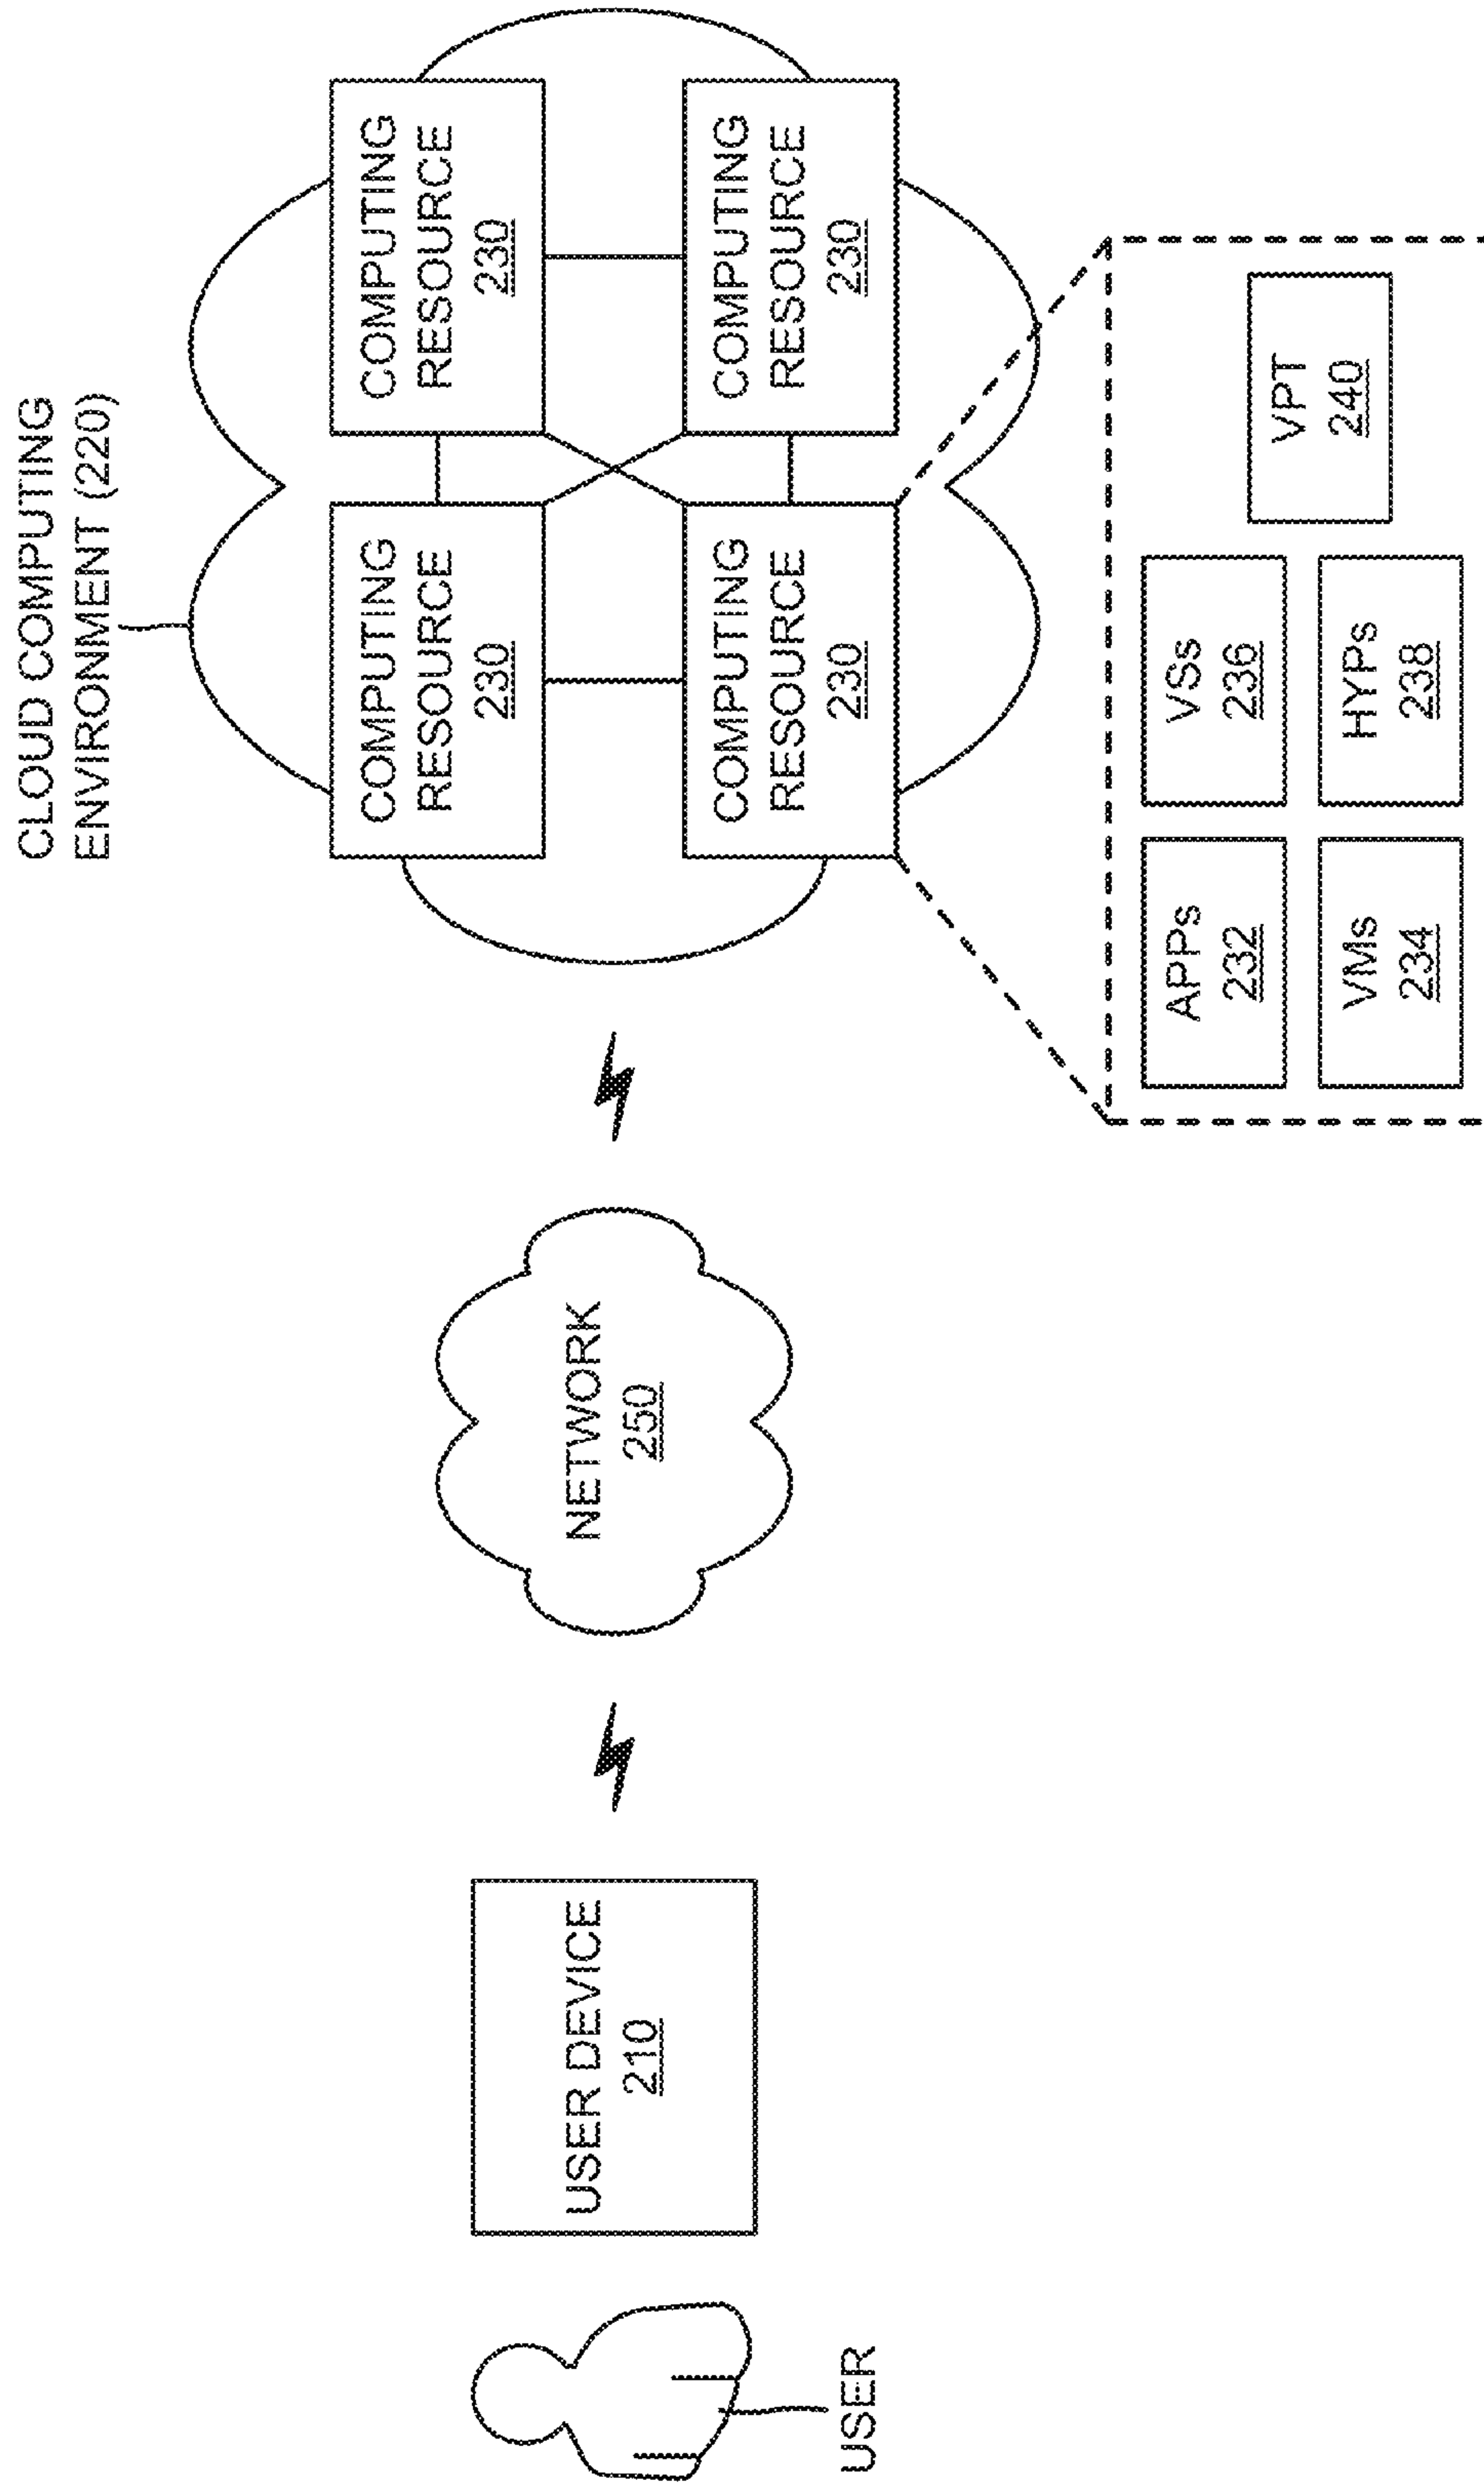 CLOUD COMPUTING
ENVIRONMENT (220)
COMPUTING
RESOURCE
230
COMPUTING
RESOURCE
230
COMPUTING
RESOURCE
230
COMPUTING
RESOURCE
230
USER DEVICE
210
NETWORK
250
USER
APPs
232
VSs
236
VMs
234
HYPs
238
VPT
240